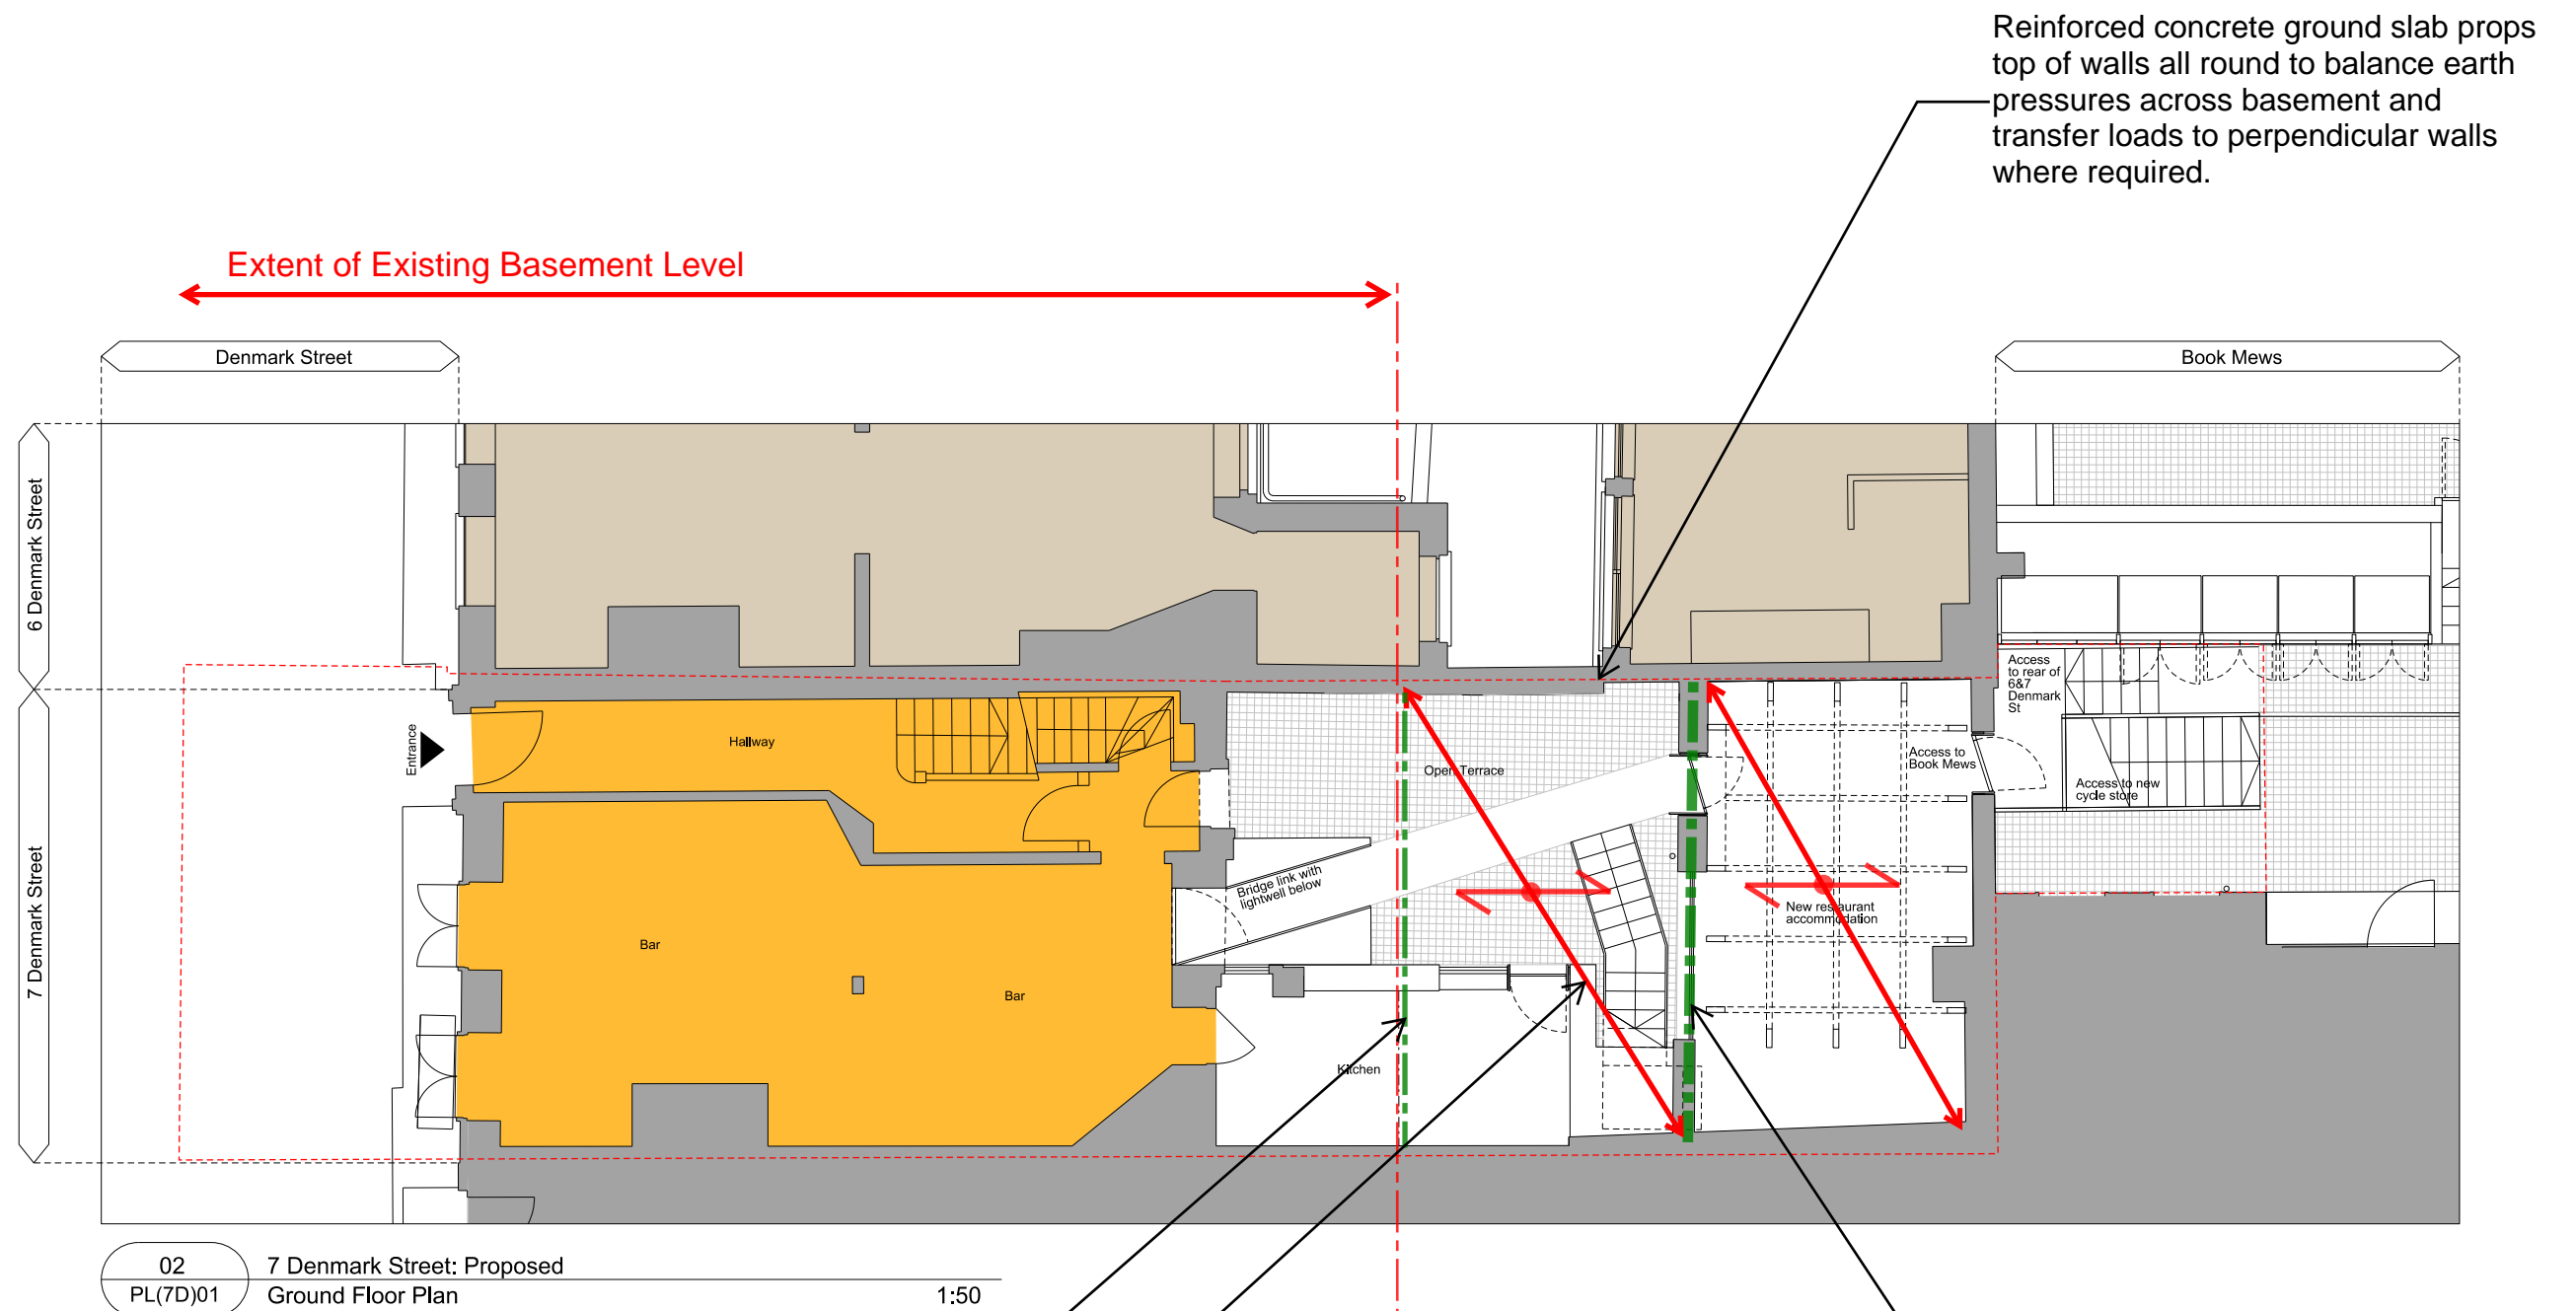 Reinforced concrete ground slab props
top of walls all round to balance earth
pressures across basement and
transfer loads to perpendicular walls
where required.
Extent of Existing Basement Level
Denmark Street
Book Mews
6 Denmark Street
7 Denmark Street
Entrance
Hallway
Open Terrace
Access to
Book Mews
Access
to rear of
6&7
Denmark
St
Access to new
cycle store
Bridge link with
lightwell below
New restaurant
accommodation
Bar
Bar
Kitchen
02
7 Denmark Street: Proposed
PL(7D)01
Ground Floor Plan
1:50